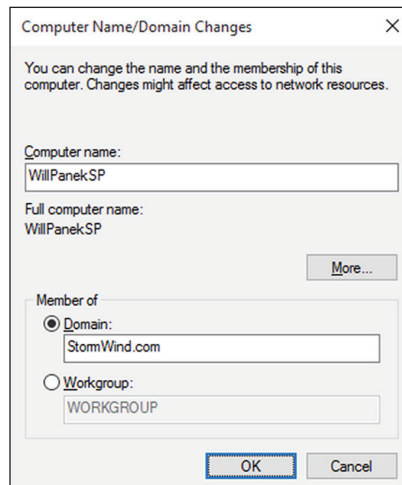 Computer Name/Domain Changes
You can change the name and the membership of this
computer. Changes might affect access to network resources.
Computer name:
WillPanekSP
Full computer name:
WillPanekSP
More...
Member of
Domain:
StormWind.com
Workgroup:
WORKGROUP
OK Cancel